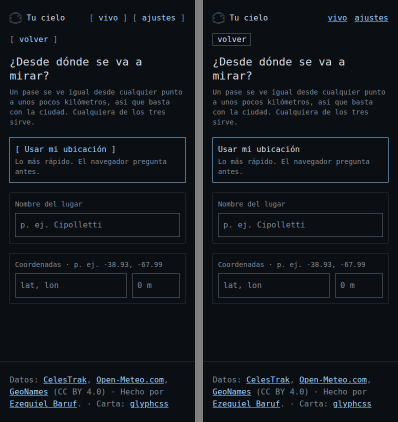 Tu cielo [ vivo ] [ ajustes ]
[ volver ]
¿Desde dónde se va a
mirar?
Un pase se ve igual desde cualquier punto
a unos pocos kilómetros, así que basta
con la ciudad. Cualquiera de los tres
sirve.
[ Usar mi ubicación ]
Lo más rápido. El navegador pregunta
antes.
Nombre del lugar
p. ej. Cipolletti
Coordenadas · p. ej. -38.93, -67.99
lat, lon 0 m
Datos: CelesTrak, Open-Meteo.com,
GeoNames (CC BY 4.0) · Hecho por
Ezequiel Baruf. · Carta: glyphcss
Tu cielo vivo ajustes
volver
¿Desde dónde se va a
mirar?
Un pase se ve igual desde cualquier punto
a unos pocos kilómetros, así que basta
con la ciudad. Cualquiera de los tres
sirve.
Usar mi ubicación
Lo más rápido. El navegador pregunta
antes.
Nombre del lugar
p. ej. Cipolletti
Coordenadas · p. ej. -38.93, -67.99
lat, lon 0 m
Datos: CelesTrak, Open-Meteo.com,
GeoNames (CC BY 4.0) · Hecho por
Ezequiel Baruf. · Carta: glyphcss